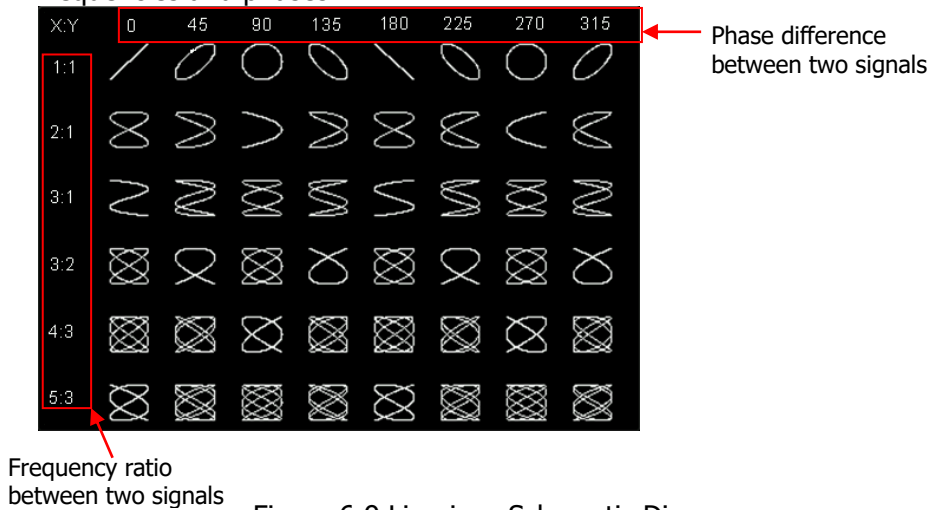 X:Y 0 45 90 135 180 225 270 315
Phase difference
between two signals
1:1
2:1
3:1
3:2
4:3
5:3
Frequency ratio
between two signals